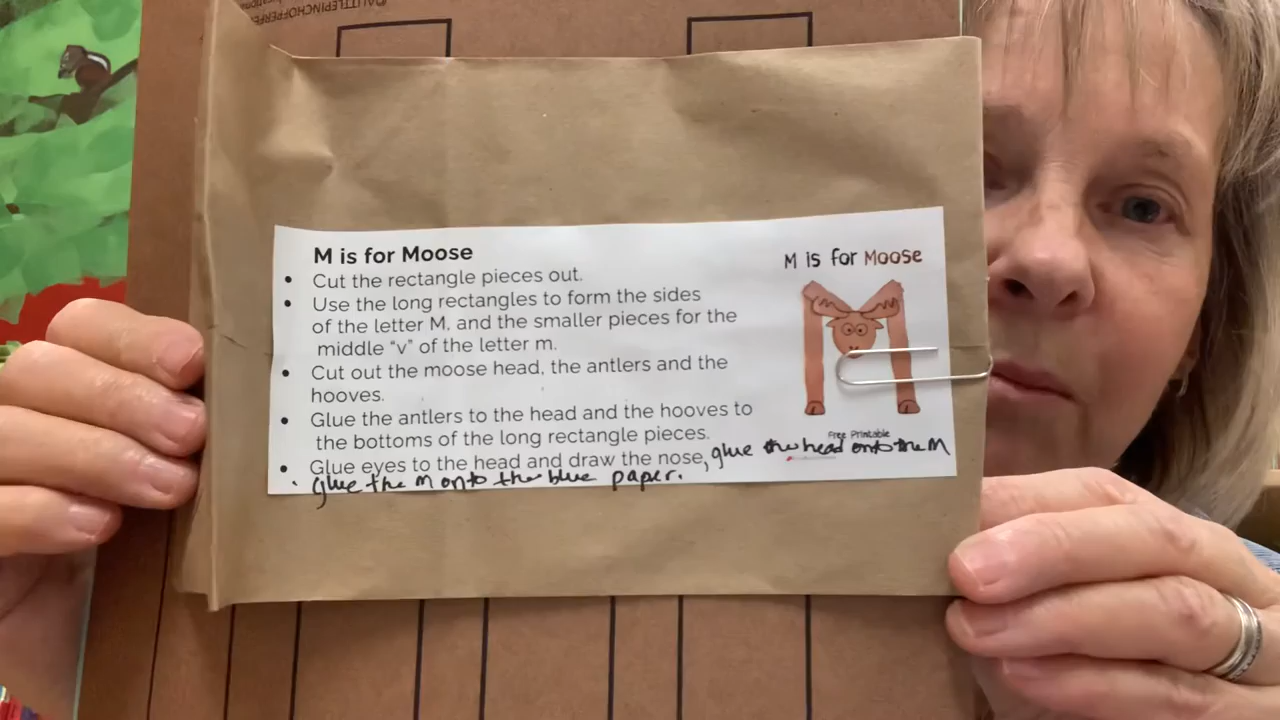 ©ALITTLEPINCHOFPERFE
M is for Moose
• Cut the rectangle pieces out.
• Use the long rectangles to form the sides
of the letter M, and the smaller pieces for the
middle "v" of the letter m.
• Cut out the moose head, the antlers and the
hooves.
• Glue the antlers to the head and the hooves to
the bottoms of the long rectangle pieces.
• Glue eyes to the head and draw the nose, glue the head onto the M
• Glue the M onto the blue paper.
M is for Moose
Free Printable